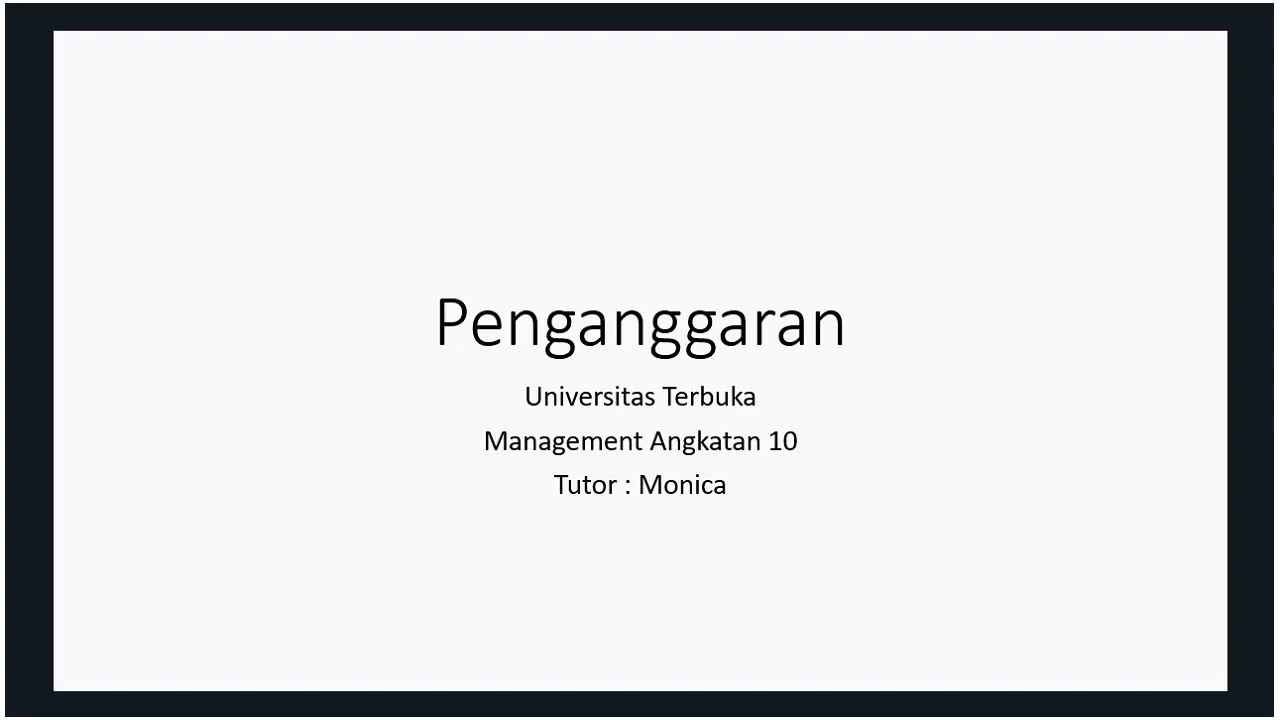 Penganggaran
Universitas Terbuka
Management Angkatan 10
Tutor : Monica